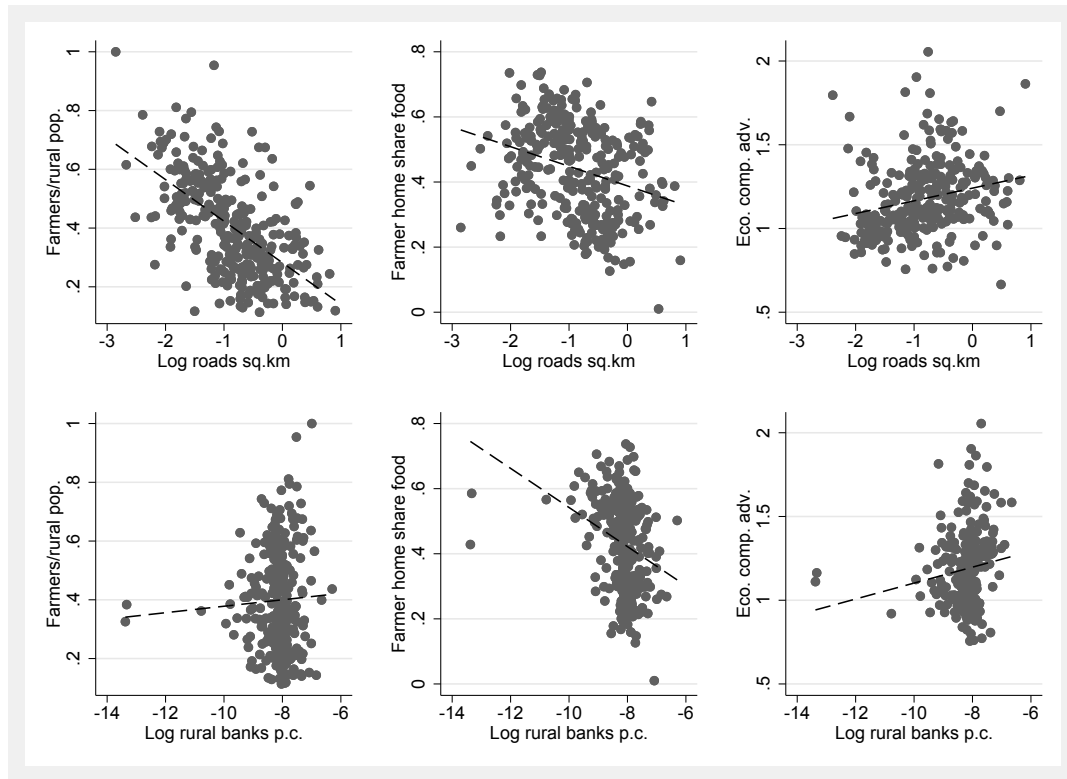 Farmers/rural pop.
1
.8
.6
.4
.2
-3 -2 -1 0 1
Log roads sq.km
Farmer home share food
.8
.6
.4
.2
0
-3 -2 -1 0 1
Log roads sq.km
Eco. comp. adv.
2
1.5
1
.5
-3 -2 -1 0 1
Log roads sq.km
Farmers/rural pop.
1
.8
.6
.4
.2
-14 -12 -10 -8 -6
Log rural banks p.c.
Farmer home share food
.8
.6
.4
.2
0
-14 -12 -10 -8 -6
Log rural banks p.c.
Eco. comp. adv.
2
1.5
1
.5
-14 -12 -10 -8 -6
Log rural banks p.c.